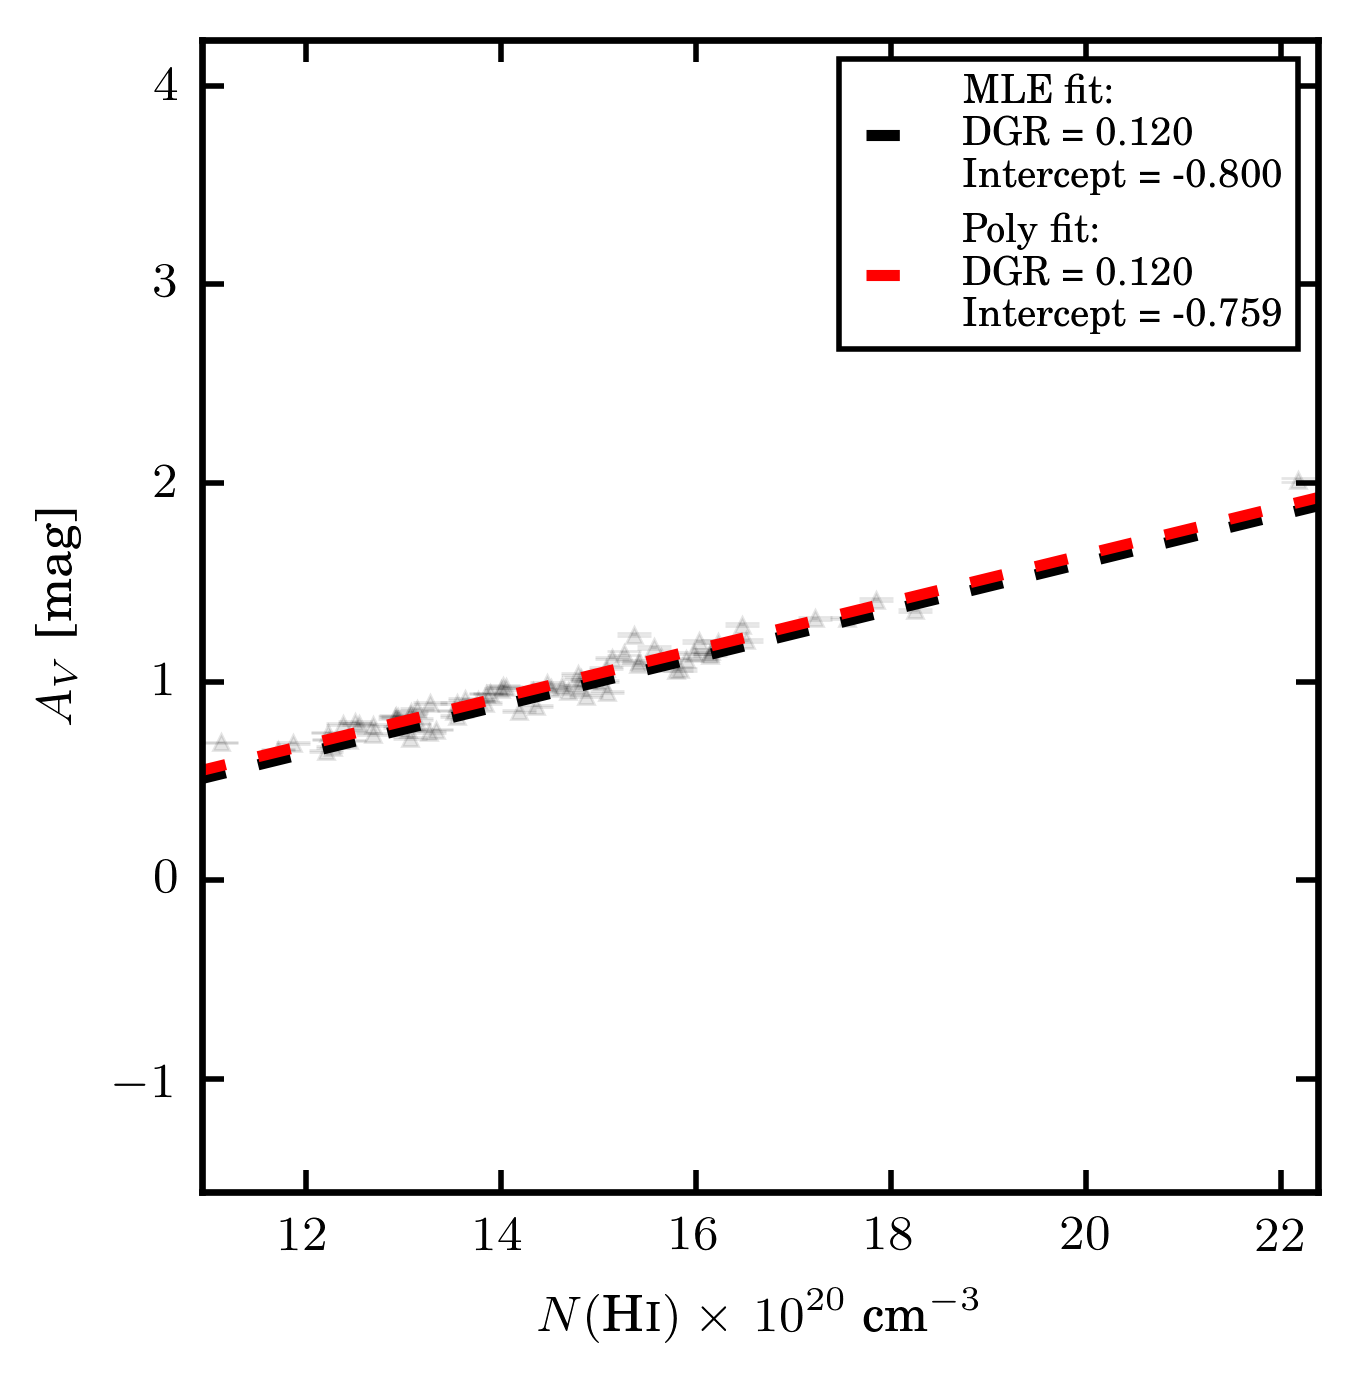 MLE fit:
DGR = 0.120
Intercept = -0.800
Poly fit:
DGR = 0.120
Intercept = -0.759
4
3
2
1
0
−1
A_V [mag]
12 14 16 18 20 22
N(HI) × 10^20 cm^−3